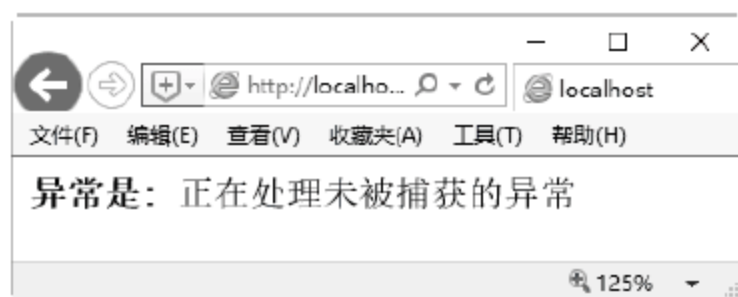 http://localho...
localhost
文件(F) 编辑(E) 查看(V) 收藏夹(A) 工具(T) 帮助(H)
异常是: 正在处理未被捕获的异常
125%